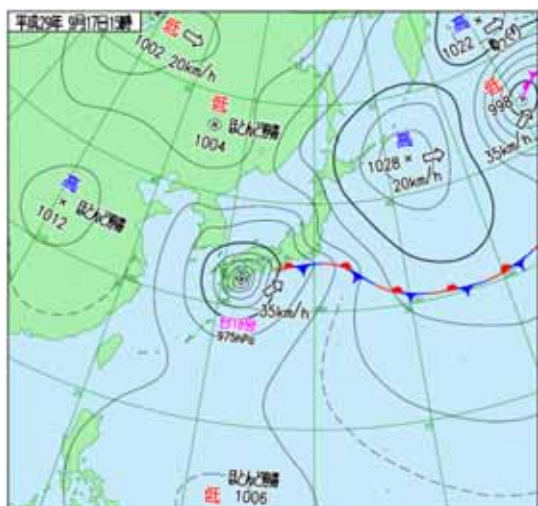 平成29年 9月17日15時
低
1002 20km/h
低
ほとんど停滞
1004
高
1012
ほとんど停滞
高
1022
低
998
35km/h
高
1028
20km/h
35km/h
台18号
975hPa
ほとんど停滞
低 1006